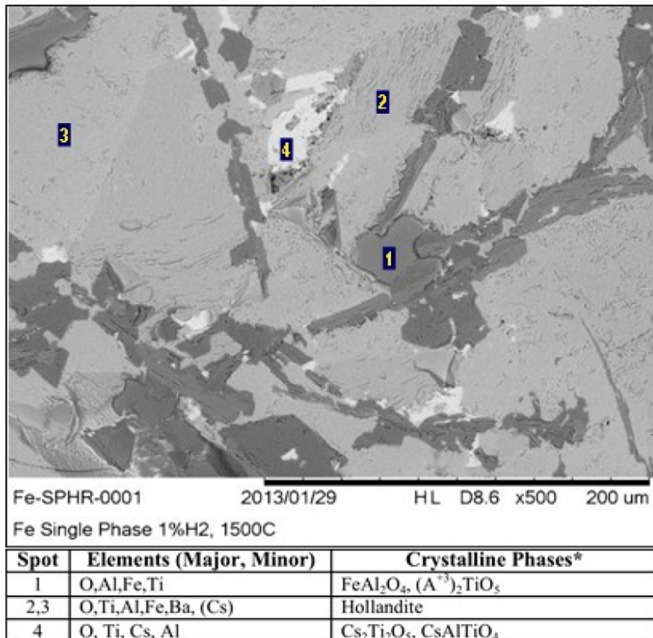 3
2
4
1
Fe-SPHR-0001 2013/01/29 HL D8.6 x500 200 um
Fe Single Phase 1%H2, 1500C
Spot Elements (Major, Minor) Crystalline Phases*
1 O,Al,Fe,Ti FeAl₂O₄, (A⁺³)₂TiO₅
2,3 O,Ti,Al,Fe,Ba, (Cs) Hollandite
4 O, Ti, Cs, Al Cs₂Ti₂O₅, CsAlTiO₄